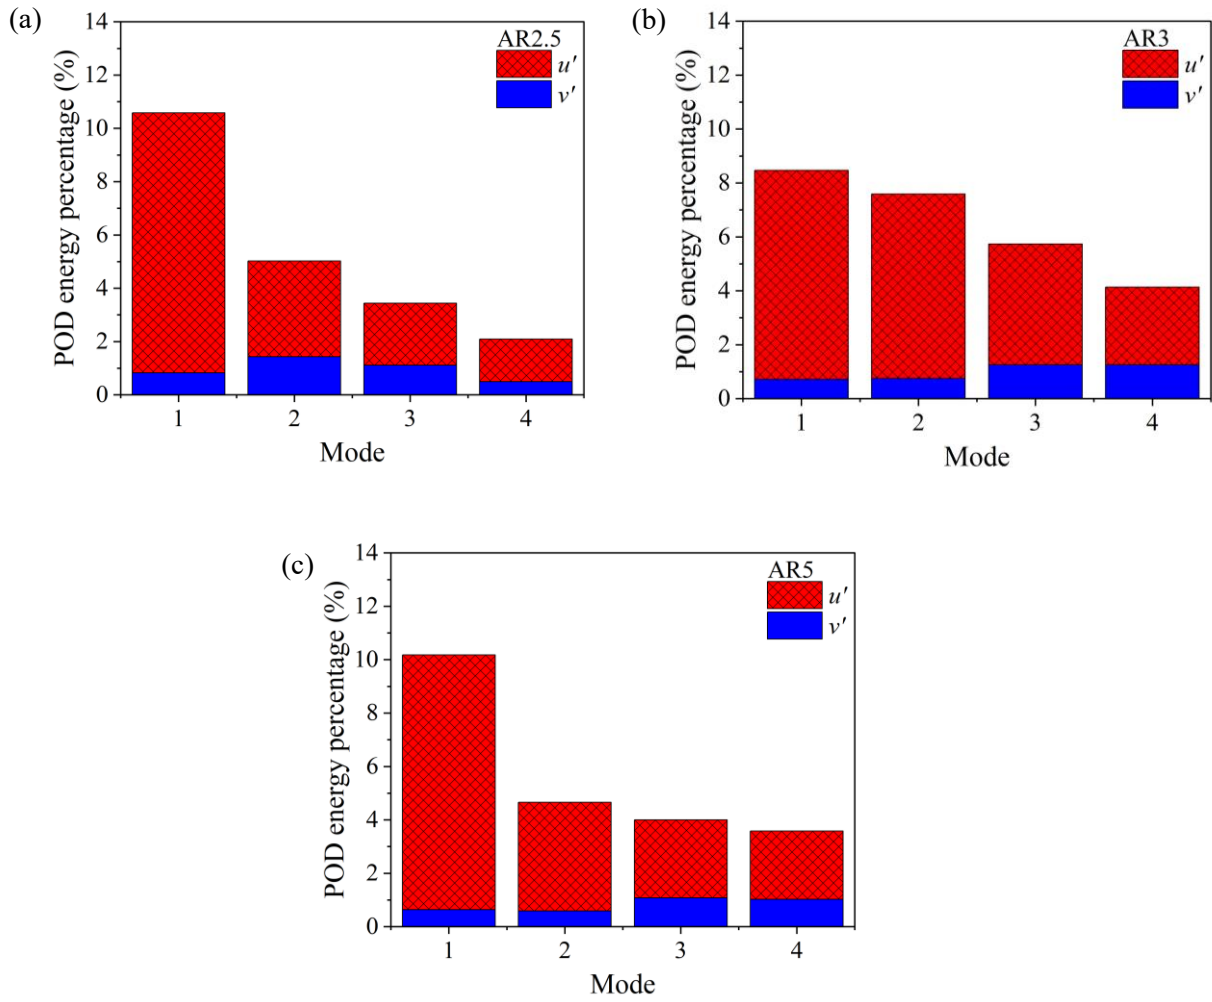 (a)
POD energy percentage (%)
14
12
10
8
6
4
2
0
AR2.5
u′
v′
1 2 3 4
Mode
(b)
POD energy percentage (%)
14
12
10
8
6
4
2
0
AR3
u′
v′
1 2 3 4
Mode
(c)
POD energy percentage (%)
14
12
10
8
6
4
2
0
AR5
u′
v′
1 2 3 4
Mode